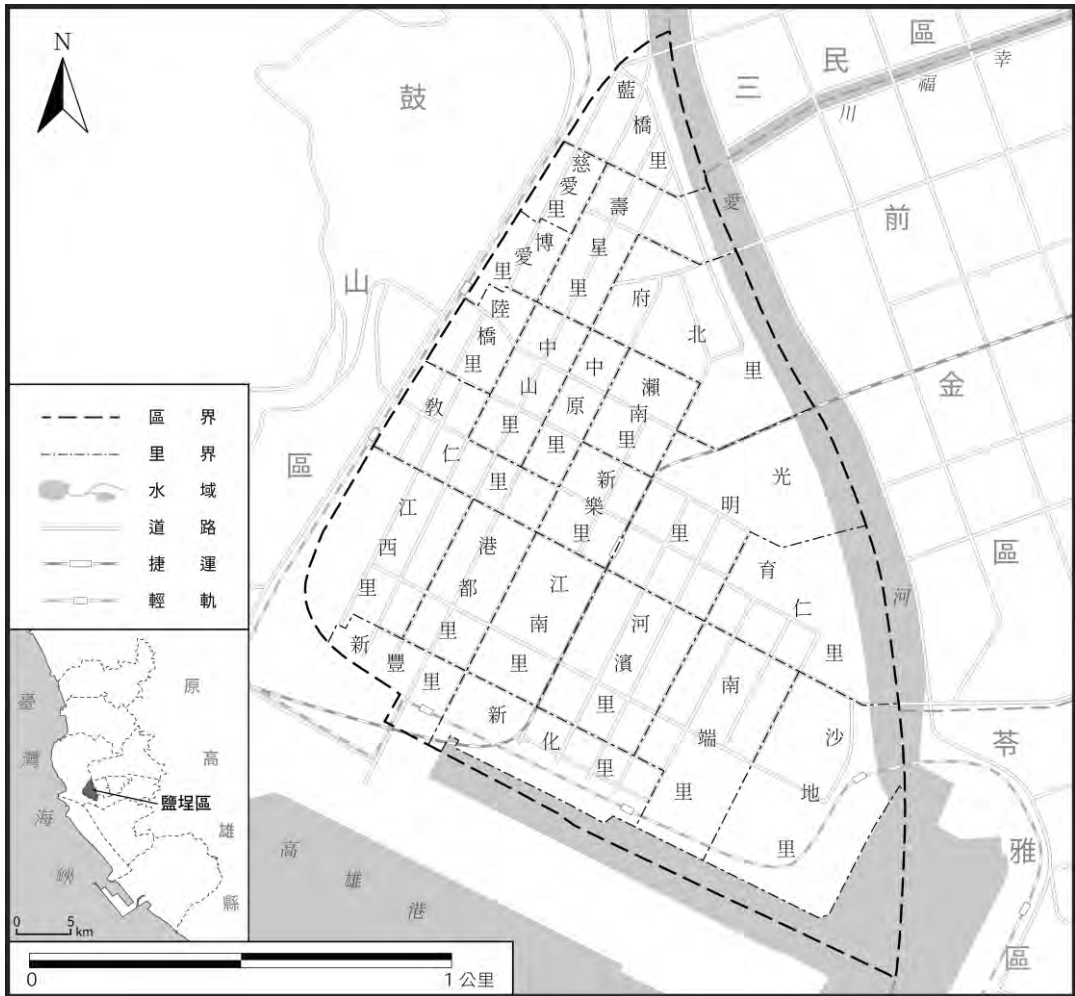 N
鼓山區
三民區
前金區
苓雅區
幸福川
愛河
高雄港
藍橋里
慈愛里
壽星里
博愛里
府北里
陸橋里
中山里
中原里
瀨南里
教仁里
新樂里
光明里
江西里
港都里
江南里
育仁里
河濱里
新豐里
南端里
新化里
沙地里
區界
里界
水域
道路
捷運
輕軌
臺灣海峽
原高雄縣
鹽埕區
0 5
km
0 1 公里